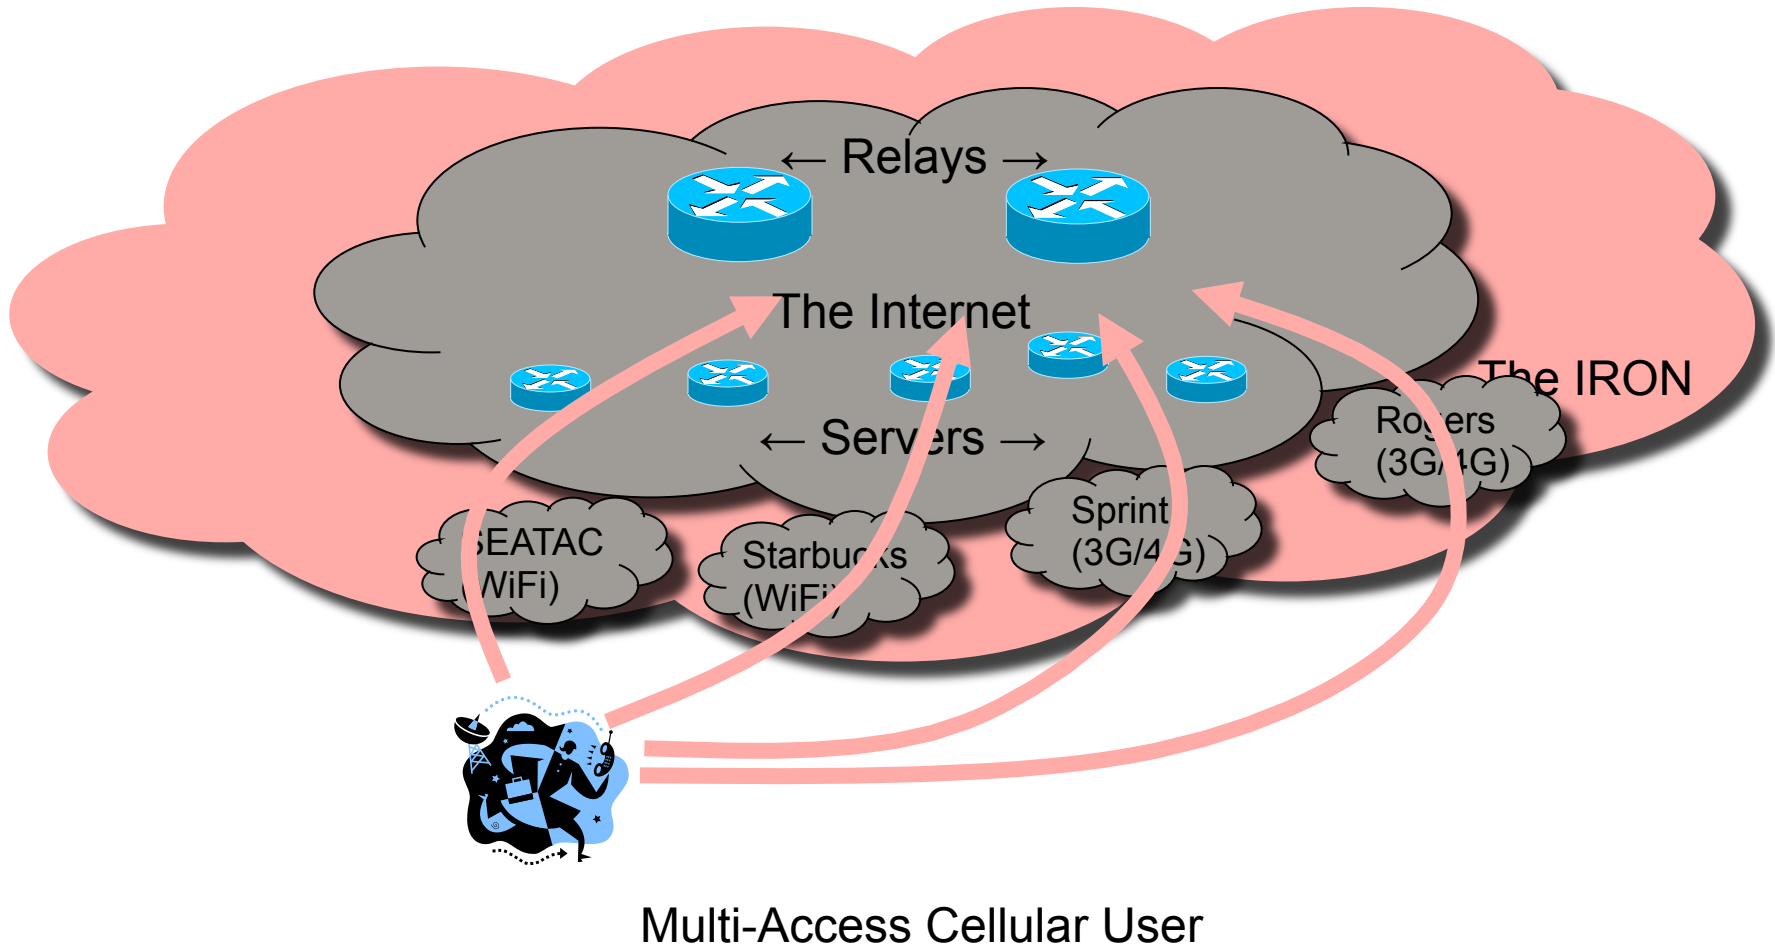 ← Relays →
The Internet
The IRON
← Servers →
Rogers
(3G/4G)
Sprint
(3G/4G)
SEATAC
(WiFi)
Starbucks
(WiFi)
Multi-Access Cellular User